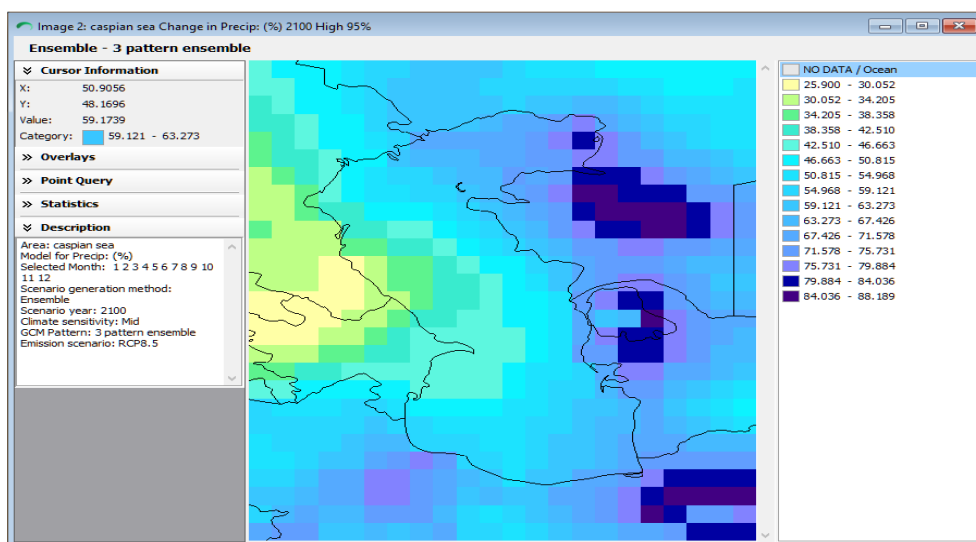 Image 2: caspian sea Change in Precip: (%) 2100 High 95%
Ensemble - 3 pattern ensemble
Cursor Information
X: 50.9056
Y: 48.1696
Value: 59.1739
Category: 59.121 - 63.273
Overlays
Point Query
Statistics
Description
Area: caspian sea
Model for Precip: (%)
Selected Month: 1 2 3 4 5 6 7 8 9 10
11 12
Scenario generation method:
Ensemble
Scenario year: 2100
Climate sensitivity: Mid
GCM Pattern: 3 pattern ensemble
Emission scenario: RCP8.5
NO DATA / Ocean
25.900 - 30.052
30.052 - 34.205
34.205 - 38.358
38.358 - 42.510
42.510 - 46.663
46.663 - 50.815
50.815 - 54.968
54.968 - 59.121
59.121 - 63.273
63.273 - 67.426
67.426 - 71.578
71.578 - 75.731
75.731 - 79.884
79.884 - 84.036
84.036 - 88.189